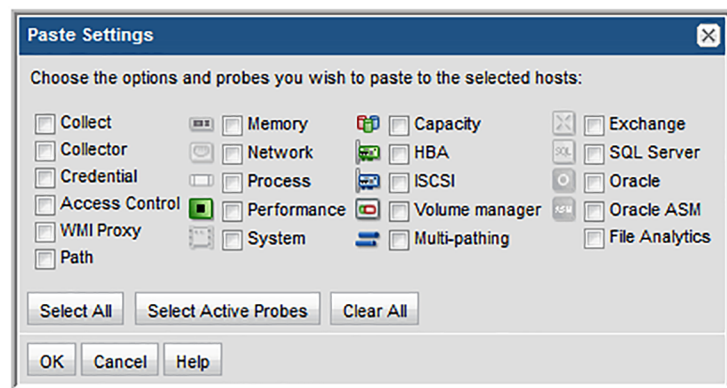 Paste Settings
Choose the options and probes you wish to paste to the selected hosts:
Collect Memory Capacity Exchange
Collector Network HBA SQL SQL Server
Credential Process ISCSI Oracle
Access Control Performance Volume manager ASM Oracle ASM
WMI Proxy System Multi-pathing File Analytics
Path
Select All Select Active Probes Clear All
OK Cancel Help